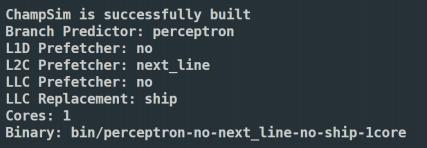 ChampSim is successfully built
Branch Predictor: perceptron
L1D Prefetcher: no
L2C Prefetcher: next_line
LLC Prefetcher: no
LLC Replacement: ship
Cores: 1
Binary: bin/perceptron-no-next_line-no-ship-1core